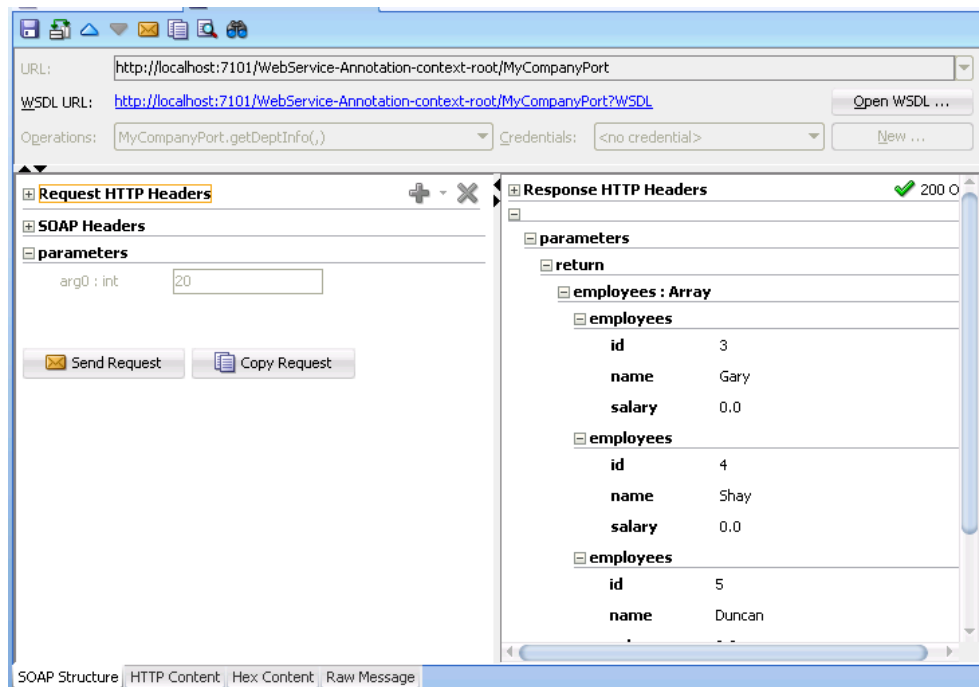 URL: http://localhost:7101/WebService-Annotation-context-root/MyCompanyPort
WSDL URL: http://localhost:7101/WebService-Annotation-context-root/MyCompanyPort?WSDL Open WSDL ...
Operations: MyCompanyPort.getDeptInfo(,) Credentials: <no credential> New ...
Request HTTP Headers
SOAP Headers
parameters
arg0 : int 20
Send Request Copy Request
Response HTTP Headers 200 O
parameters
return
employees : Array
employees
id 3
name Gary
salary 0.0
employees
id 4
name Shay
salary 0.0
employees
id 5
name Duncan
SOAP Structure HTTP Content Hex Content Raw Message